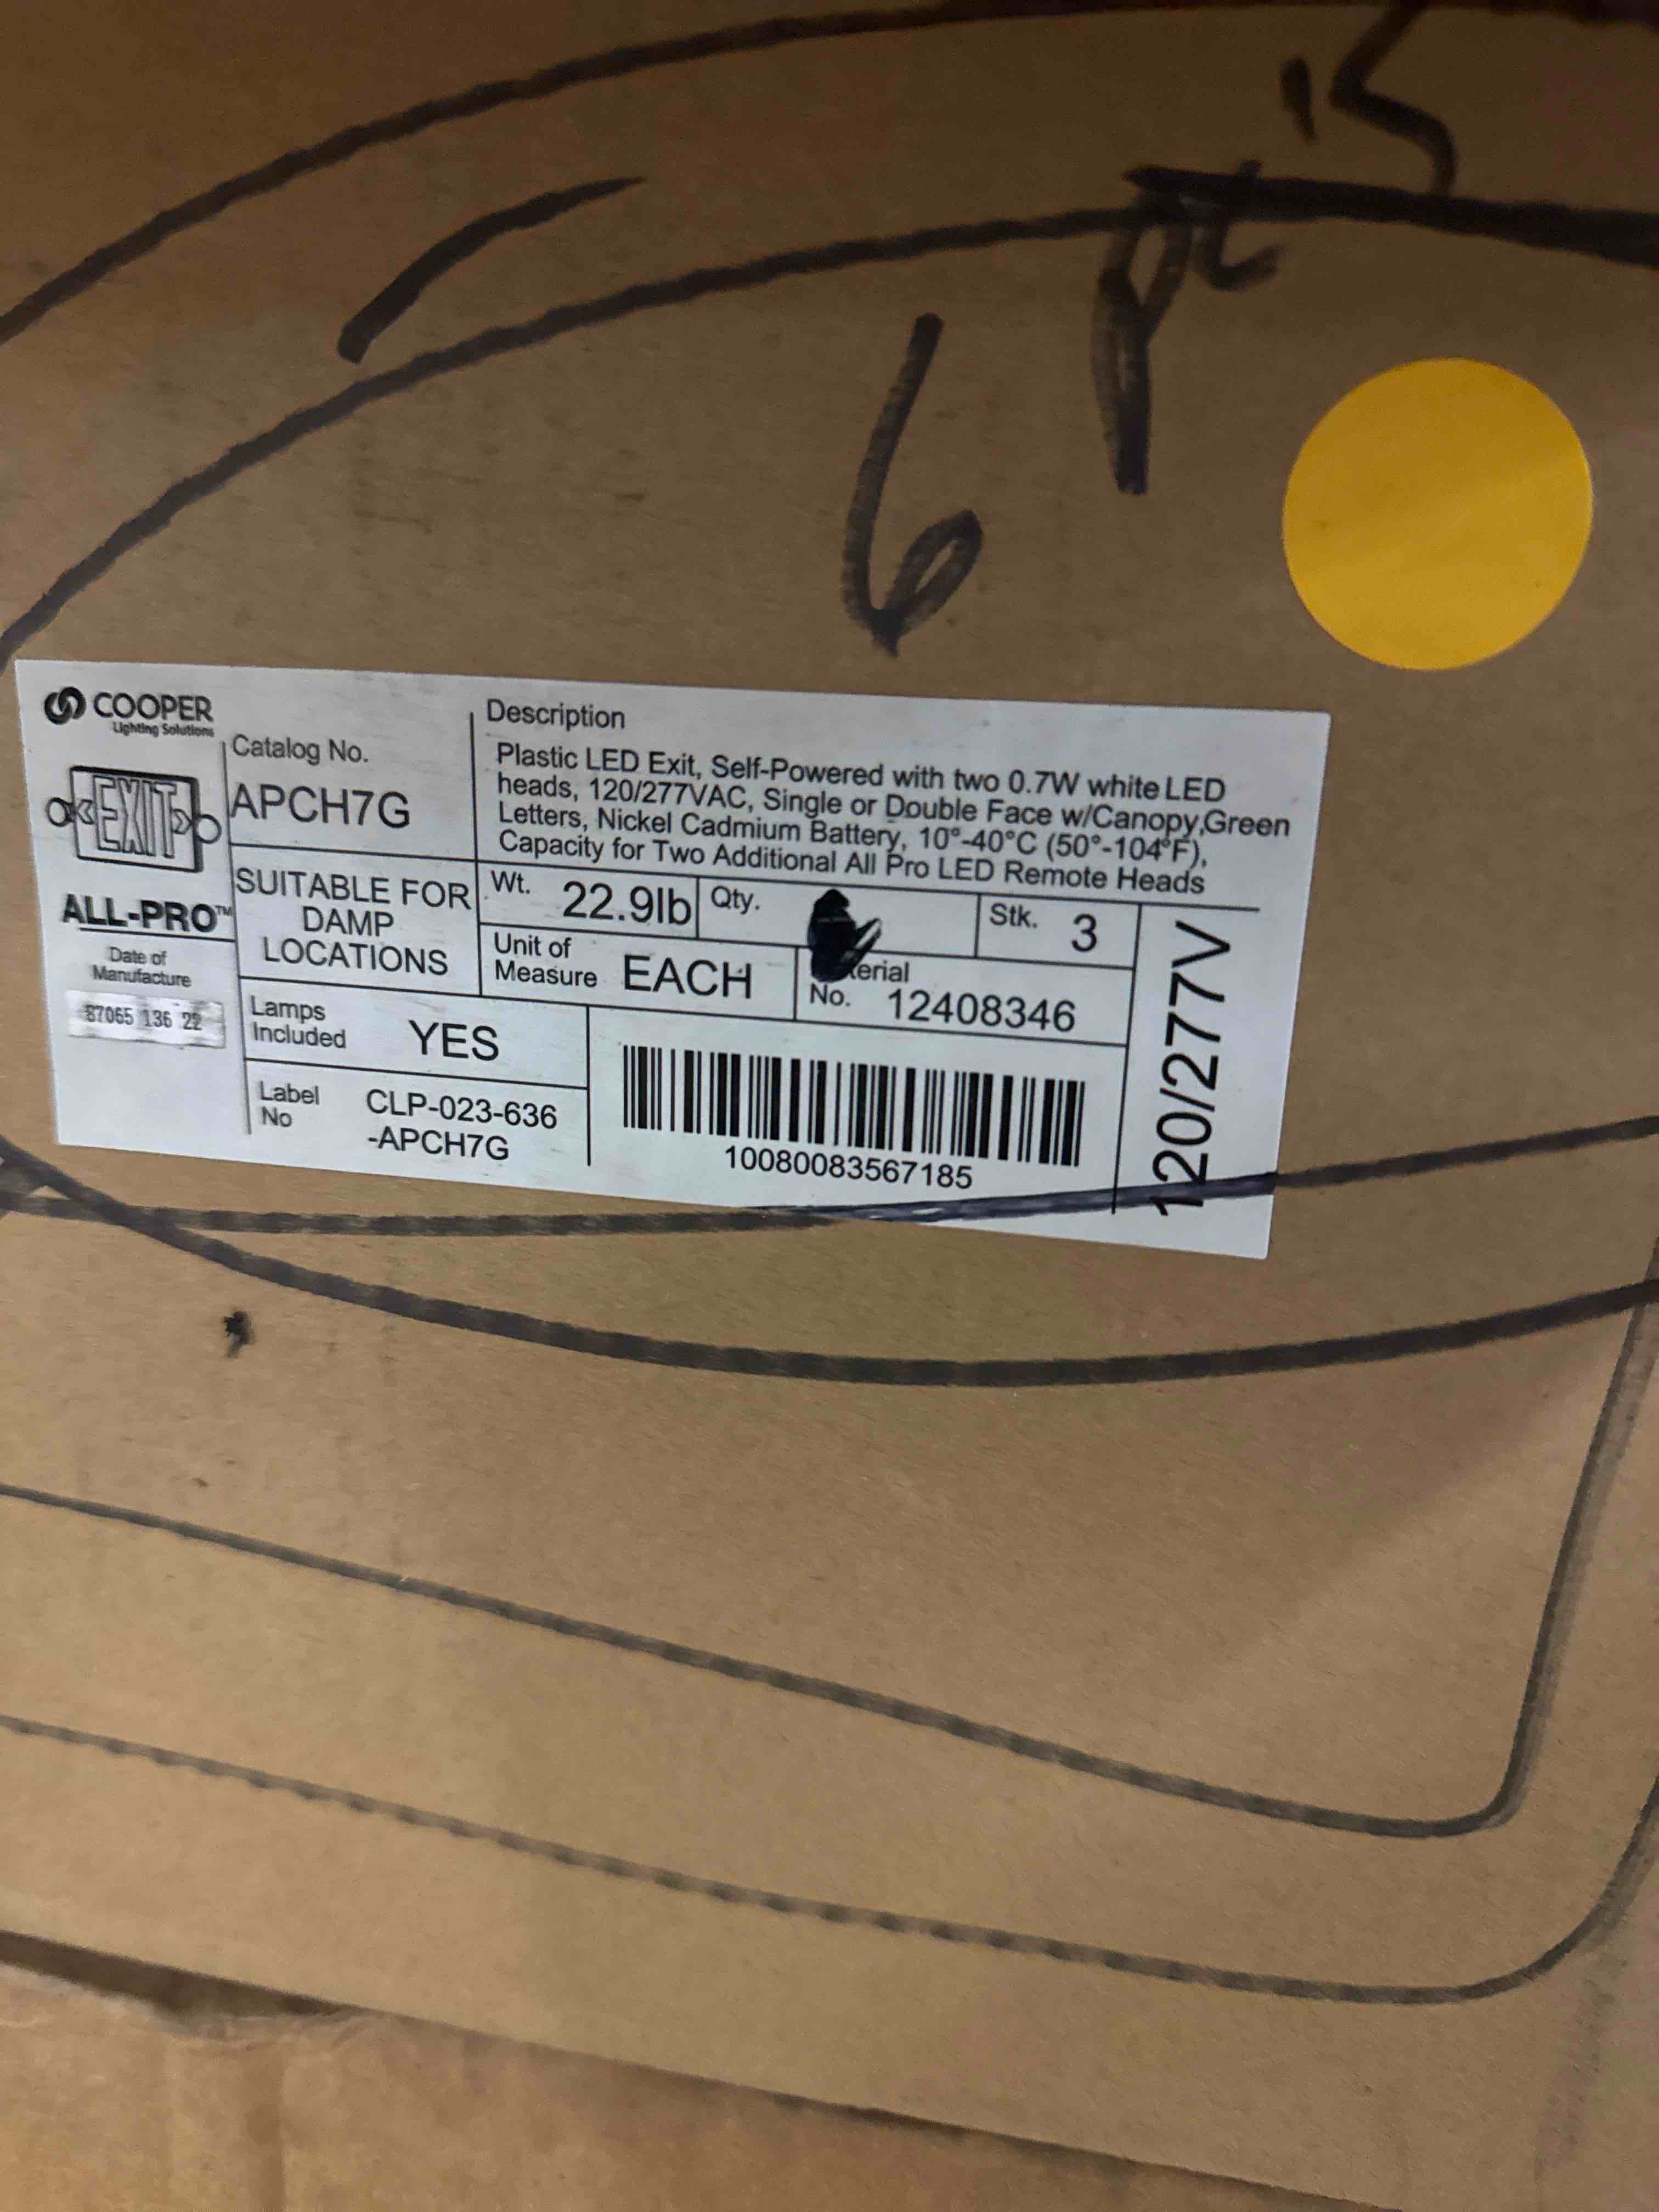 pc's
6
COOPER
Lighting Solutions
EXIT
ALL-PRO™
Date of
Manufacture
87065 136 22
Catalog No.
APCH7G
SUITABLE FOR
DAMP
LOCATIONS
Lamps
Included YES
Label
No CLP-023-636
-APCH7G
Description
Plastic LED Exit, Self-Powered with two 0.7W white LED
heads, 120/277VAC, Single or Double Face w/Canopy,Green
Letters, Nickel Cadmium Battery, 10°-40°C (50°-104°F),
Capacity for Two Additional All Pro LED Remote Heads
Wt. 22.9lb Qty. Stk. 3
Unit of
Measure EACH
erial
No. 12408346
10080083567185
120/277V